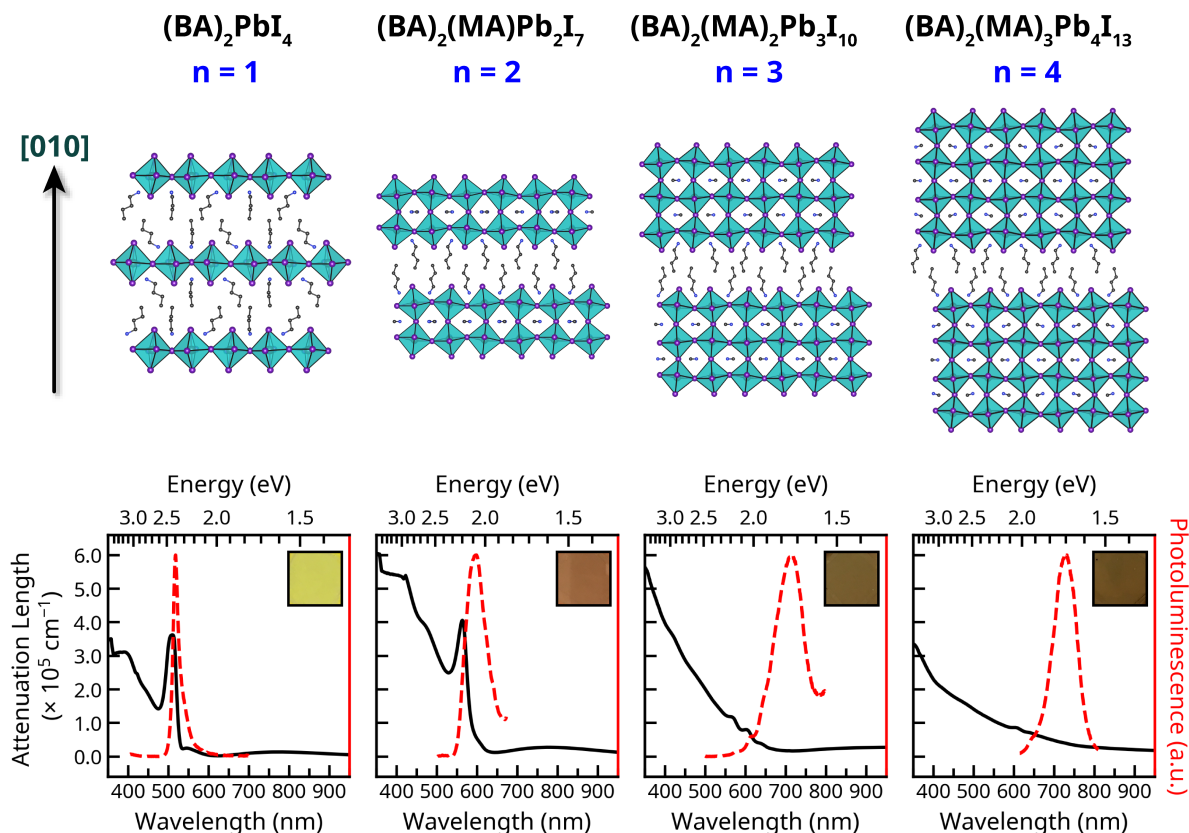 (BA)₂PbI₄ (BA)₂(MA)Pb₂I₇ (BA)₂(MA)₂Pb₃I₁₀ (BA)₂(MA)₃Pb₄I₁₃
n = 1 n = 2 n = 3 n = 4
[010]
Energy (eV) Energy (eV) Energy (eV) Energy (eV)
3.0 2.5 2.0 1.5 3.0 2.5 2.0 1.5 3.0 2.5 2.0 1.5 3.0 2.5 2.0 1.5
Attenuation Length
(× 10⁵ cm⁻¹)
6.0
5.0
4.0
3.0
2.0
1.0
0.0
Photoluminescence (a.u.)
400 500 600 700 800 900 400 500 600 700 800 900 400 500 600 700 800 900 400 500 600 700 800 900
Wavelength (nm) Wavelength (nm) Wavelength (nm) Wavelength (nm)